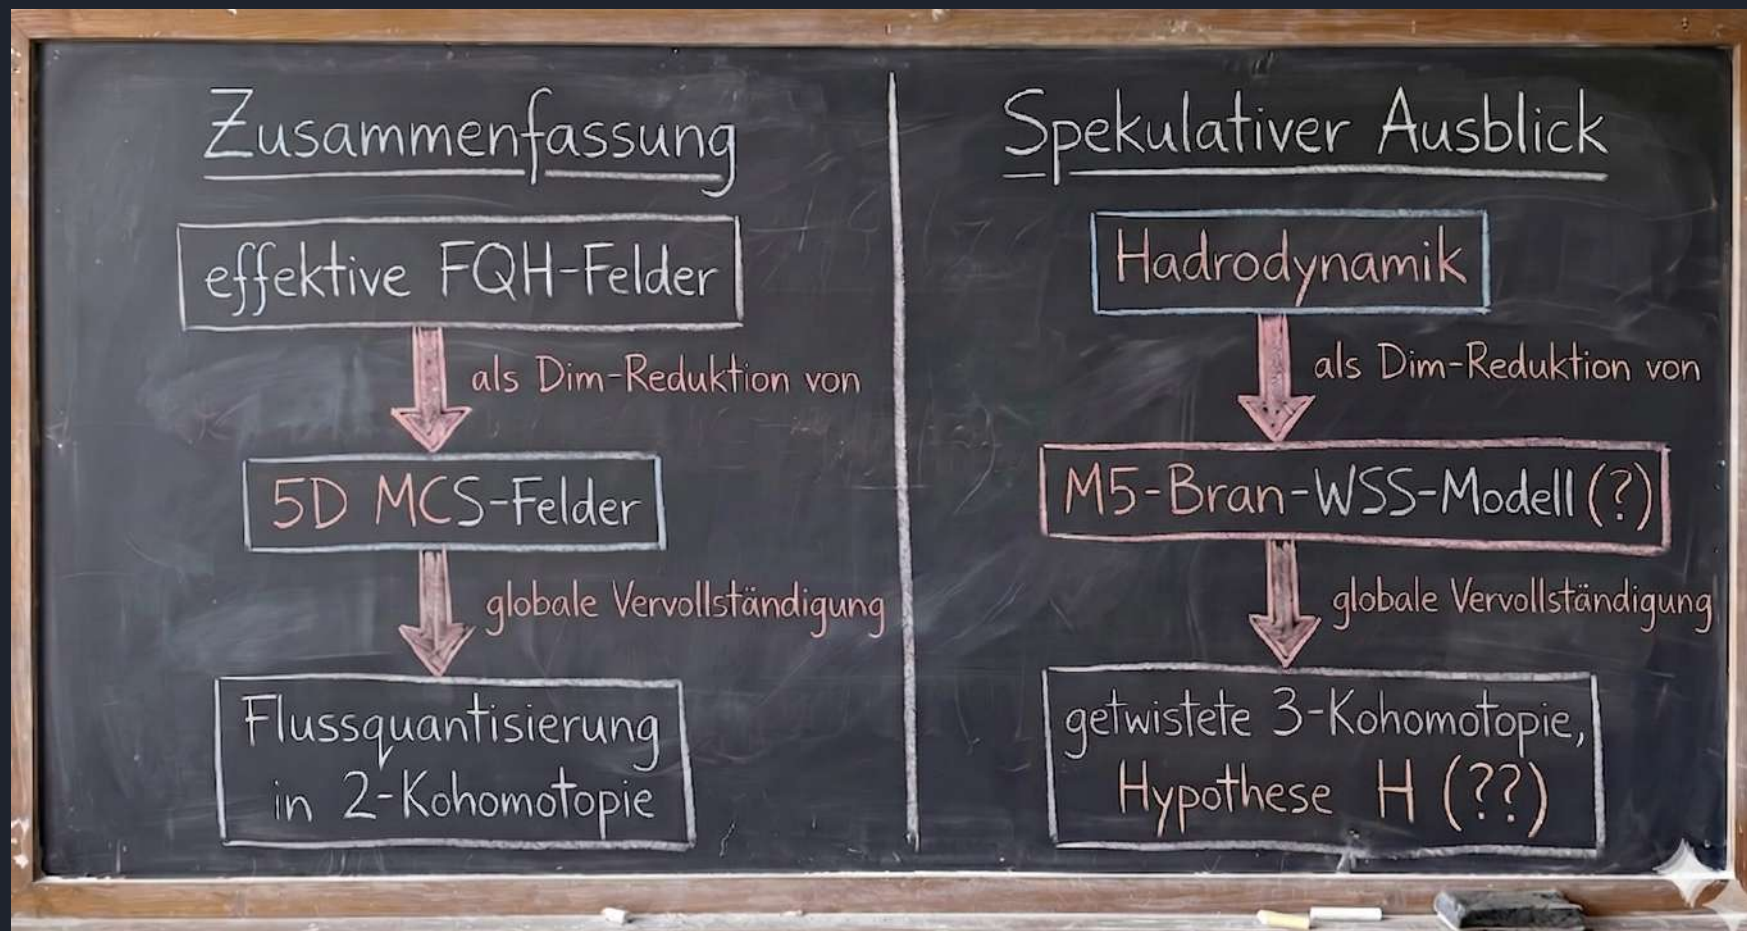 Zusammenfassung
effektive FQH-Felder
als Dim-Reduktion von
5D MCS-Felder
globale Vervollständigung
Flussquantisierung
in 2-Kohomotopie
Spekulativer Ausblick
Hadrodynamik
als Dim-Reduktion von
M5-Bran-WSS-Modell (?)
globale Vervollständigung
getwistete 3-Kohomotopie,
Hypothese H (??)